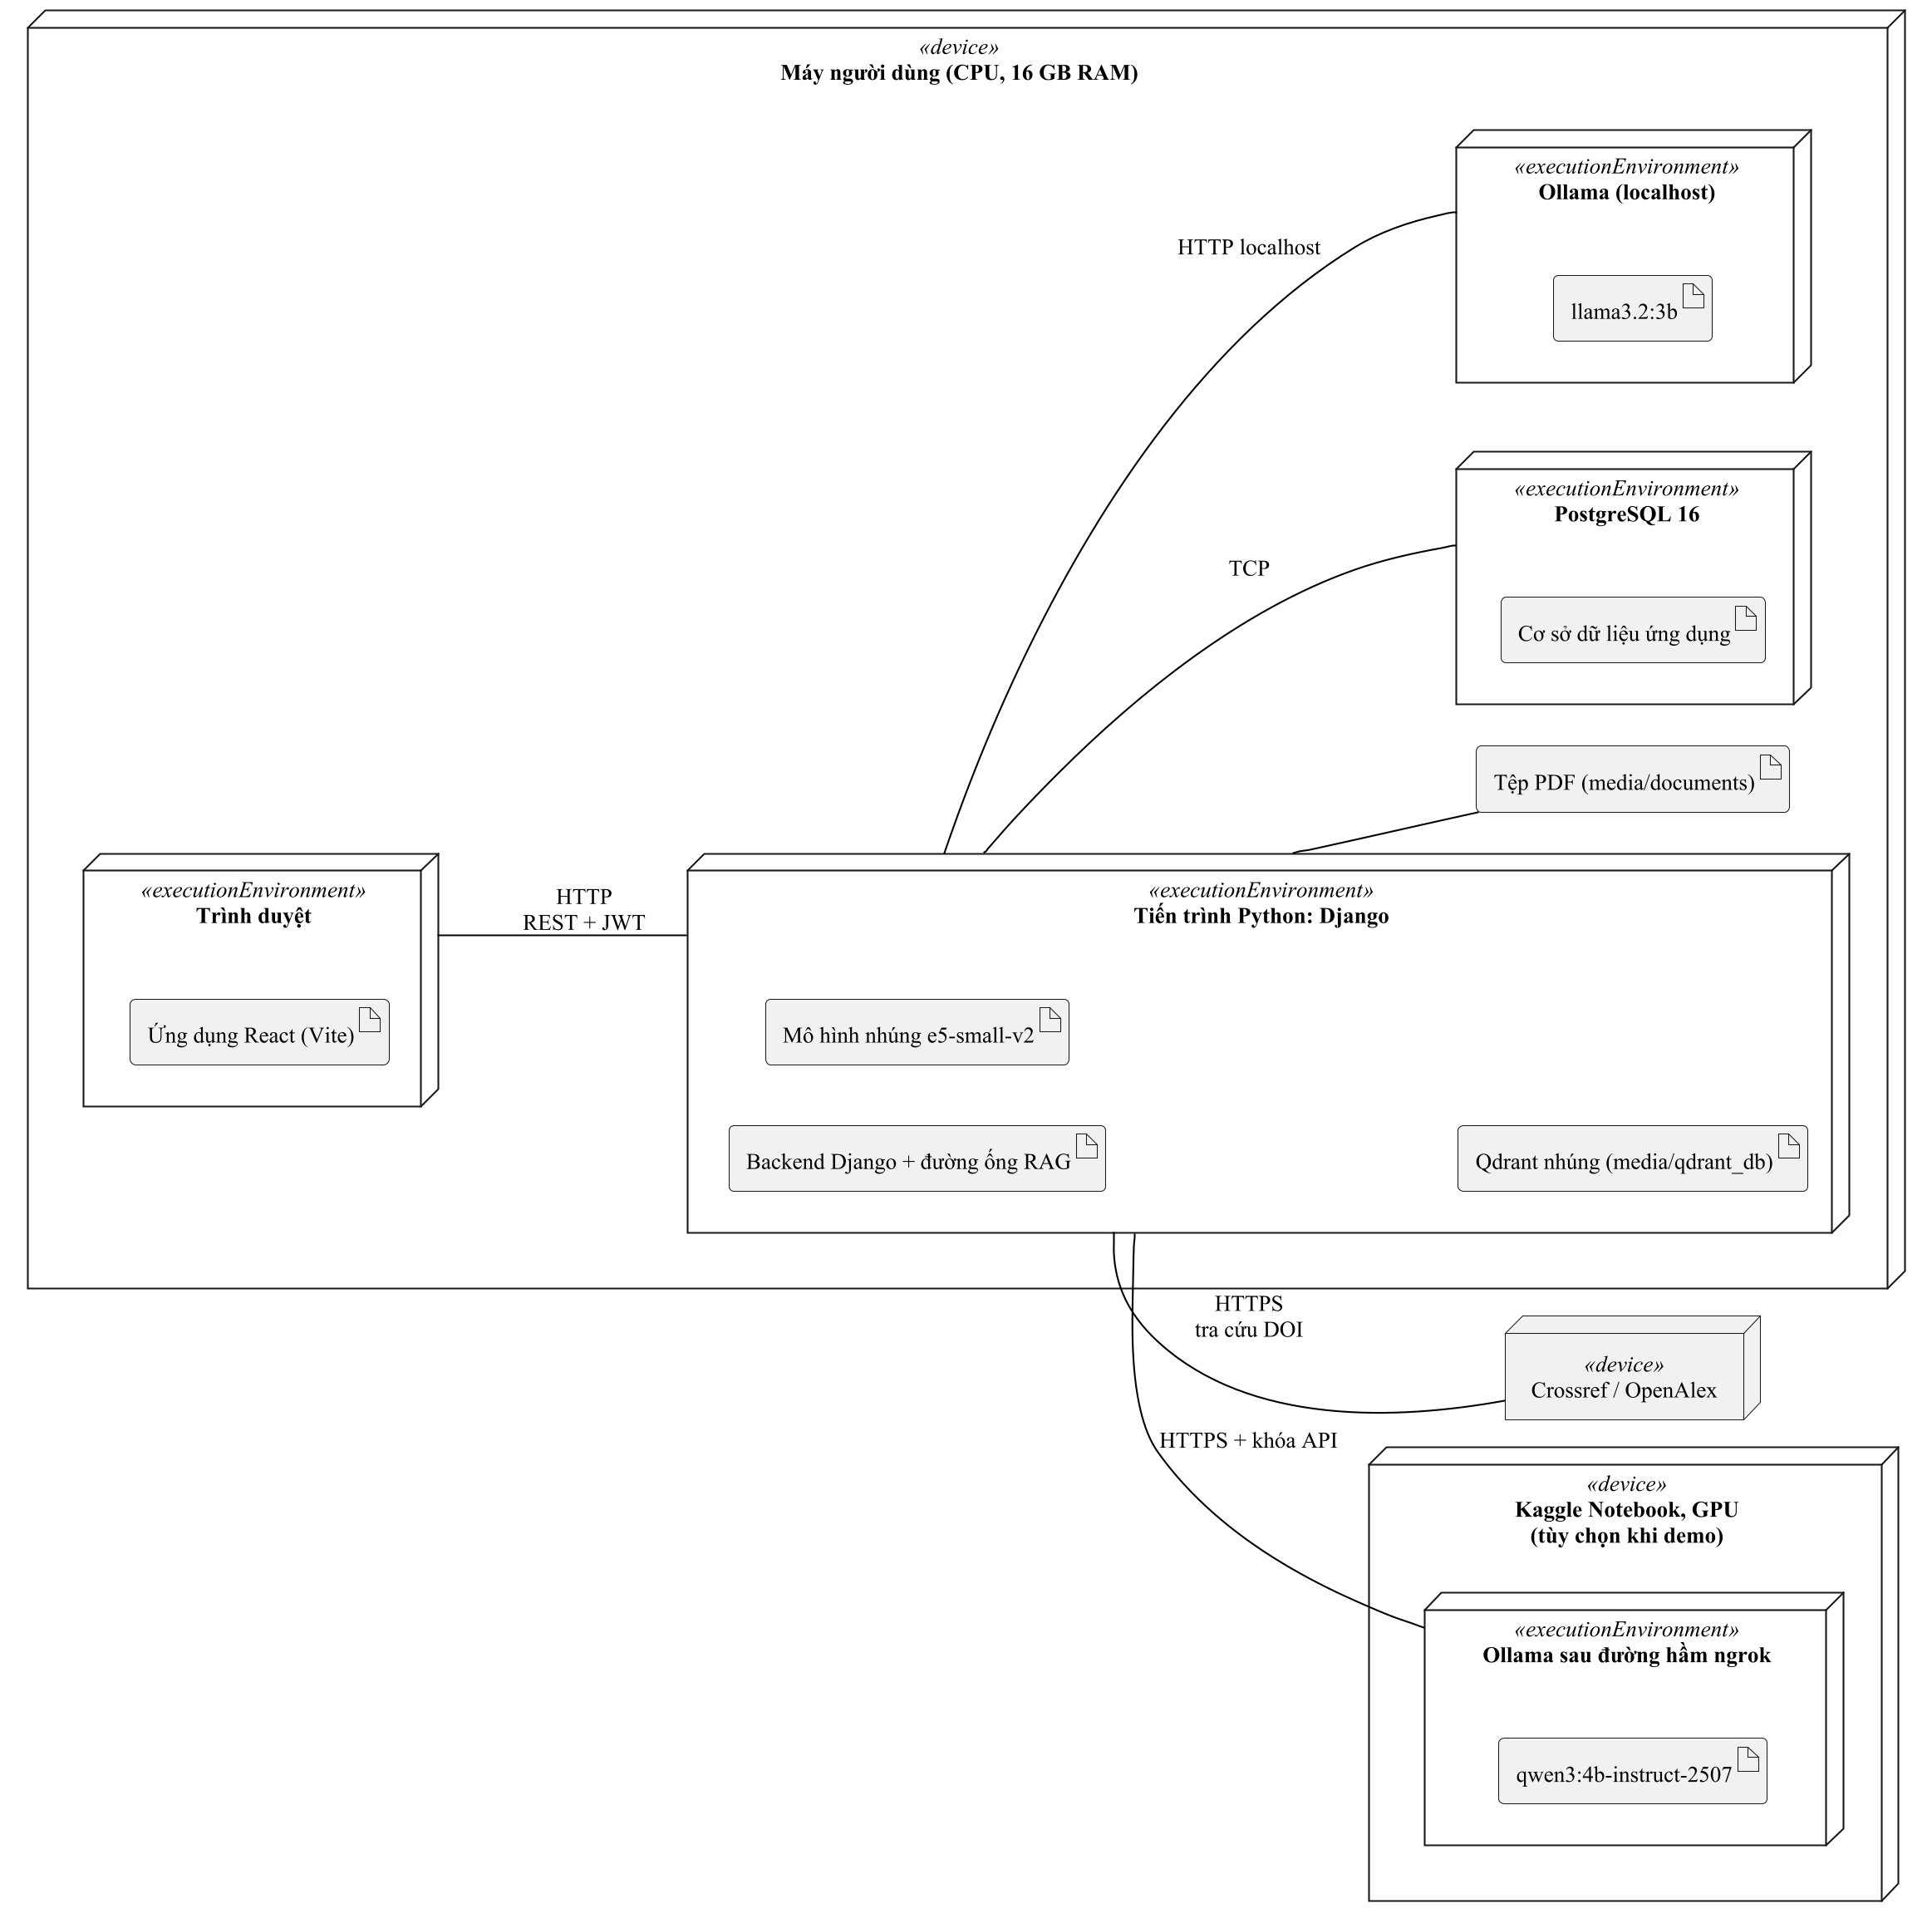 «device»
Máy người dùng (CPU, 16 GB RAM)
«executionEnvironment»
Ollama (localhost)
HTTP localhost
llama3.2:3b
«executionEnvironment»
PostgreSQL 16
TCP
Cơ sở dữ liệu ứng dụng
Tệp PDF (media/documents)
«executionEnvironment»
Trình duyệt
HTTP
REST + JWT
«executionEnvironment»
Tiến trình Python: Django
Ứng dụng React (Vite)
Mô hình nhúng e5-small-v2
Backend Django + đường ống RAG
Qdrant nhúng (media/qdrant_db)
HTTPS
tra cứu DOI
«device»
Crossref / OpenAlex
HTTPS + khóa API
«device»
Kaggle Notebook, GPU
(tùy chọn khi demo)
«executionEnvironment»
Ollama sau đường hầm ngrok
qwen3:4b-instruct-2507